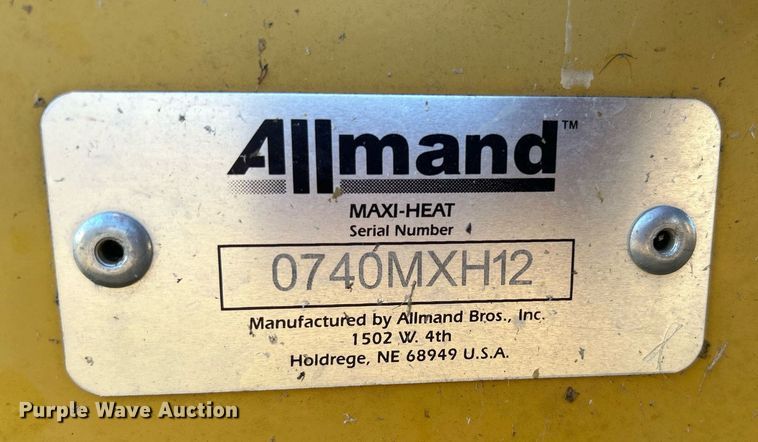 Allmand™
MAXI-HEAT
Serial Number
0740MXH12
Manufactured by Allmand Bros., Inc.
1502 W. 4th
Holdrege, NE 68949 U.S.A.
Purple Wave Auction